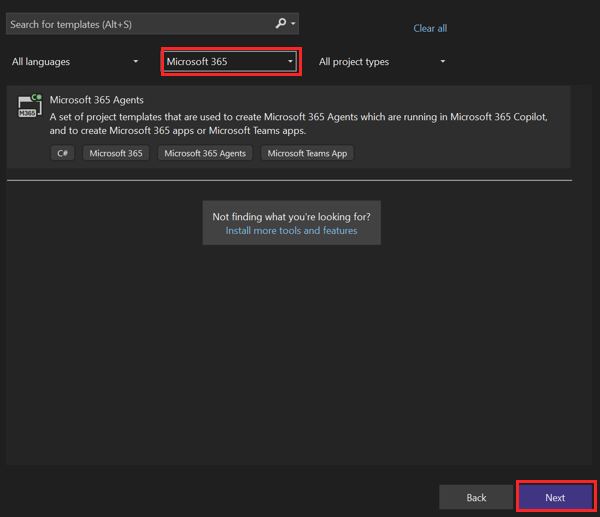 Search for templates (Alt+S)
Clear all
All languages
Microsoft 365
All project types
C#
M365
Microsoft 365 Agents
A set of project templates that are used to create Microsoft 365 Agents which are running in Microsoft 365 Copilot,
and to create Microsoft 365 apps or Microsoft Teams apps.
C#
Microsoft 365
Microsoft 365 Agents
Microsoft Teams App
Not finding what you're looking for?
Install more tools and features
Back
Next